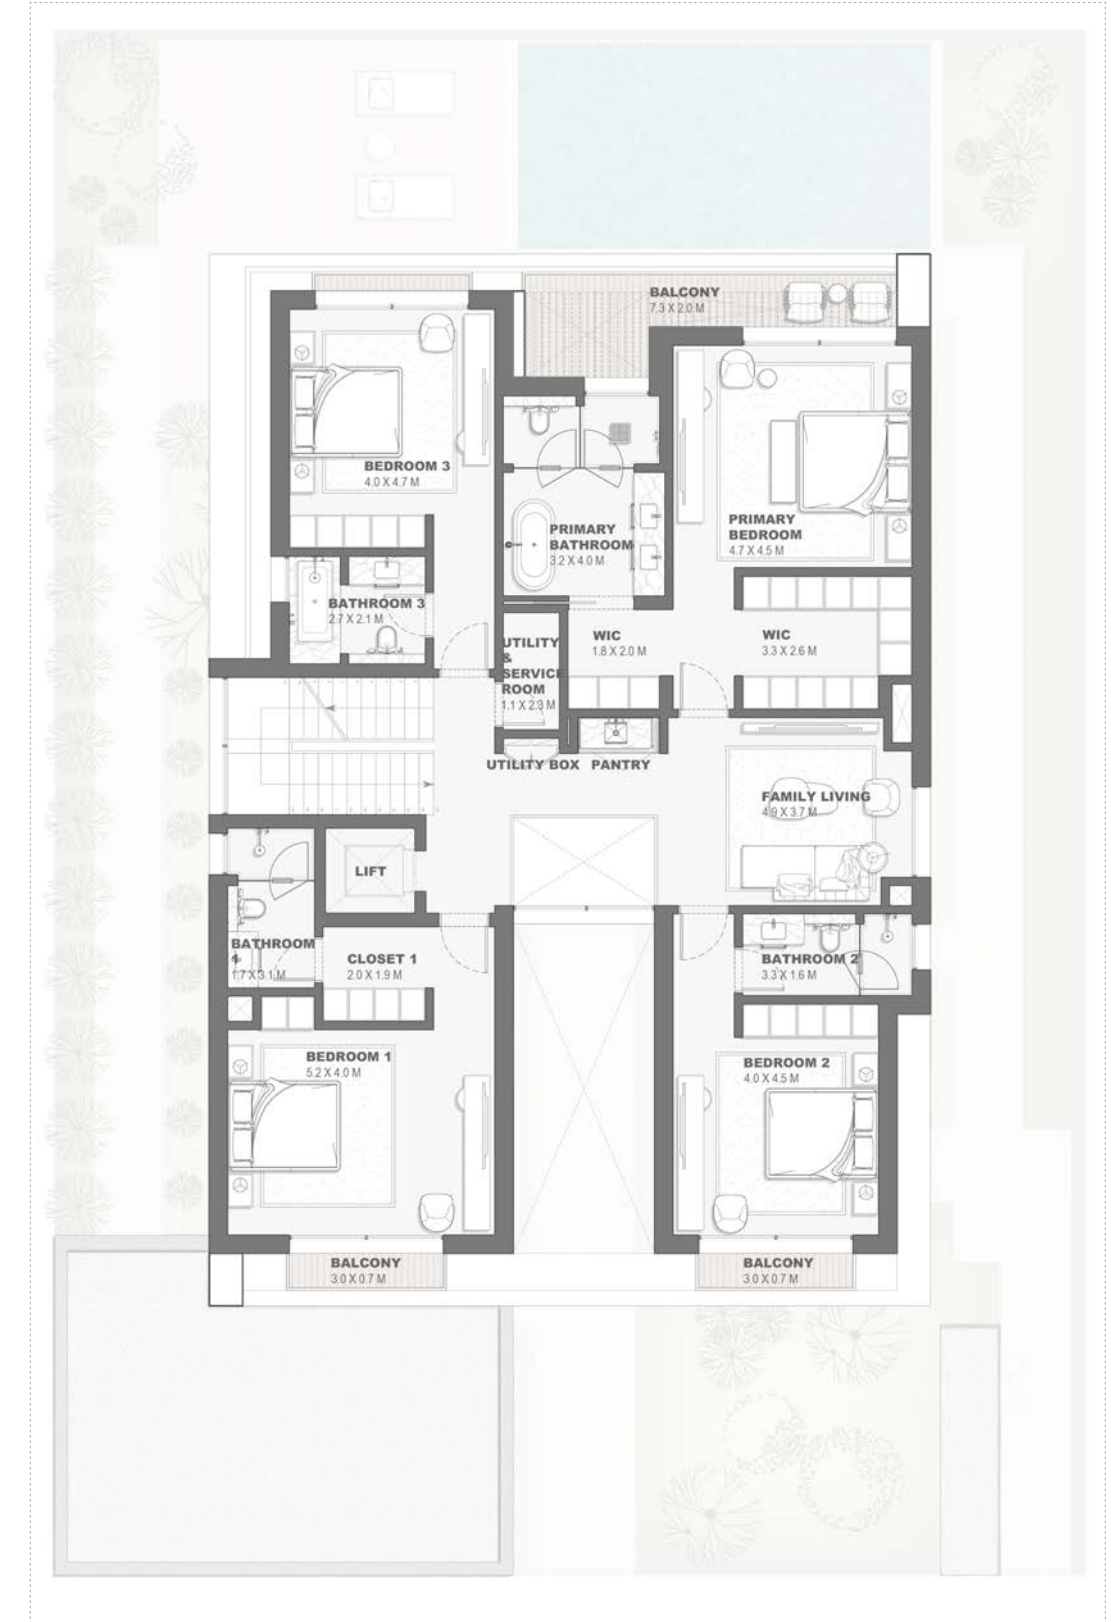 BALCONY
7.3 X 2.0 M
BEDROOM 3
4.0 X 4.7 M
PRIMARY
BEDROOM
4.7 X 4.5 M
PRIMARY
BATHROOM
3.2 X 4.0 M
BATHROOM 3
2.7 X 2.1 M
UTILITY
&
SERVICE
ROOM
1.1 X 2.3 M
WIC
1.8 X 2.0 M
WIC
3.3 X 2.6 M
UTILITY BOX
PANTRY
FAMILY LIVING
4.9 X 3.7 M
LIFT
BATHROOM
1.7 X 3.1 M
CLOSET 1
2.0 X 1.9 M
BATHROOM 2
3.3 X 1.6 M
BEDROOM 1
5.2 X 4.0 M
BEDROOM 2
4.0 X 4.5 M
BALCONY
3.0 X 0.7 M
BALCONY
3.0 X 0.7 M